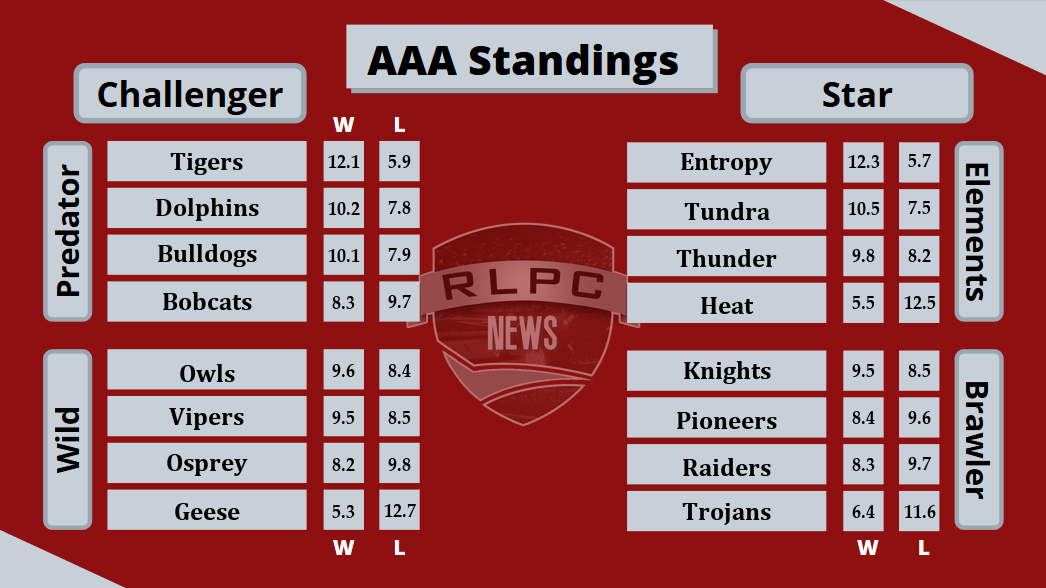 AAA Standings
Challenger
W L
Predator
Tigers 12.1 5.9
Dolphins 10.2 7.8
Bulldogs 10.1 7.9
Bobcats 8.3 9.7
Wild
Owls 9.6 8.4
Vipers 9.5 8.5
Osprey 8.2 9.8
Geese 5.3 12.7
W L
RLPC
NEWS
Star
Elements
Entropy 12.3 5.7
Tundra 10.5 7.5
Thunder 9.8 8.2
Heat 5.5 12.5
Brawler
Knights 9.5 8.5
Pioneers 8.4 9.6
Raiders 8.3 9.7
Trojans 6.4 11.6
W L